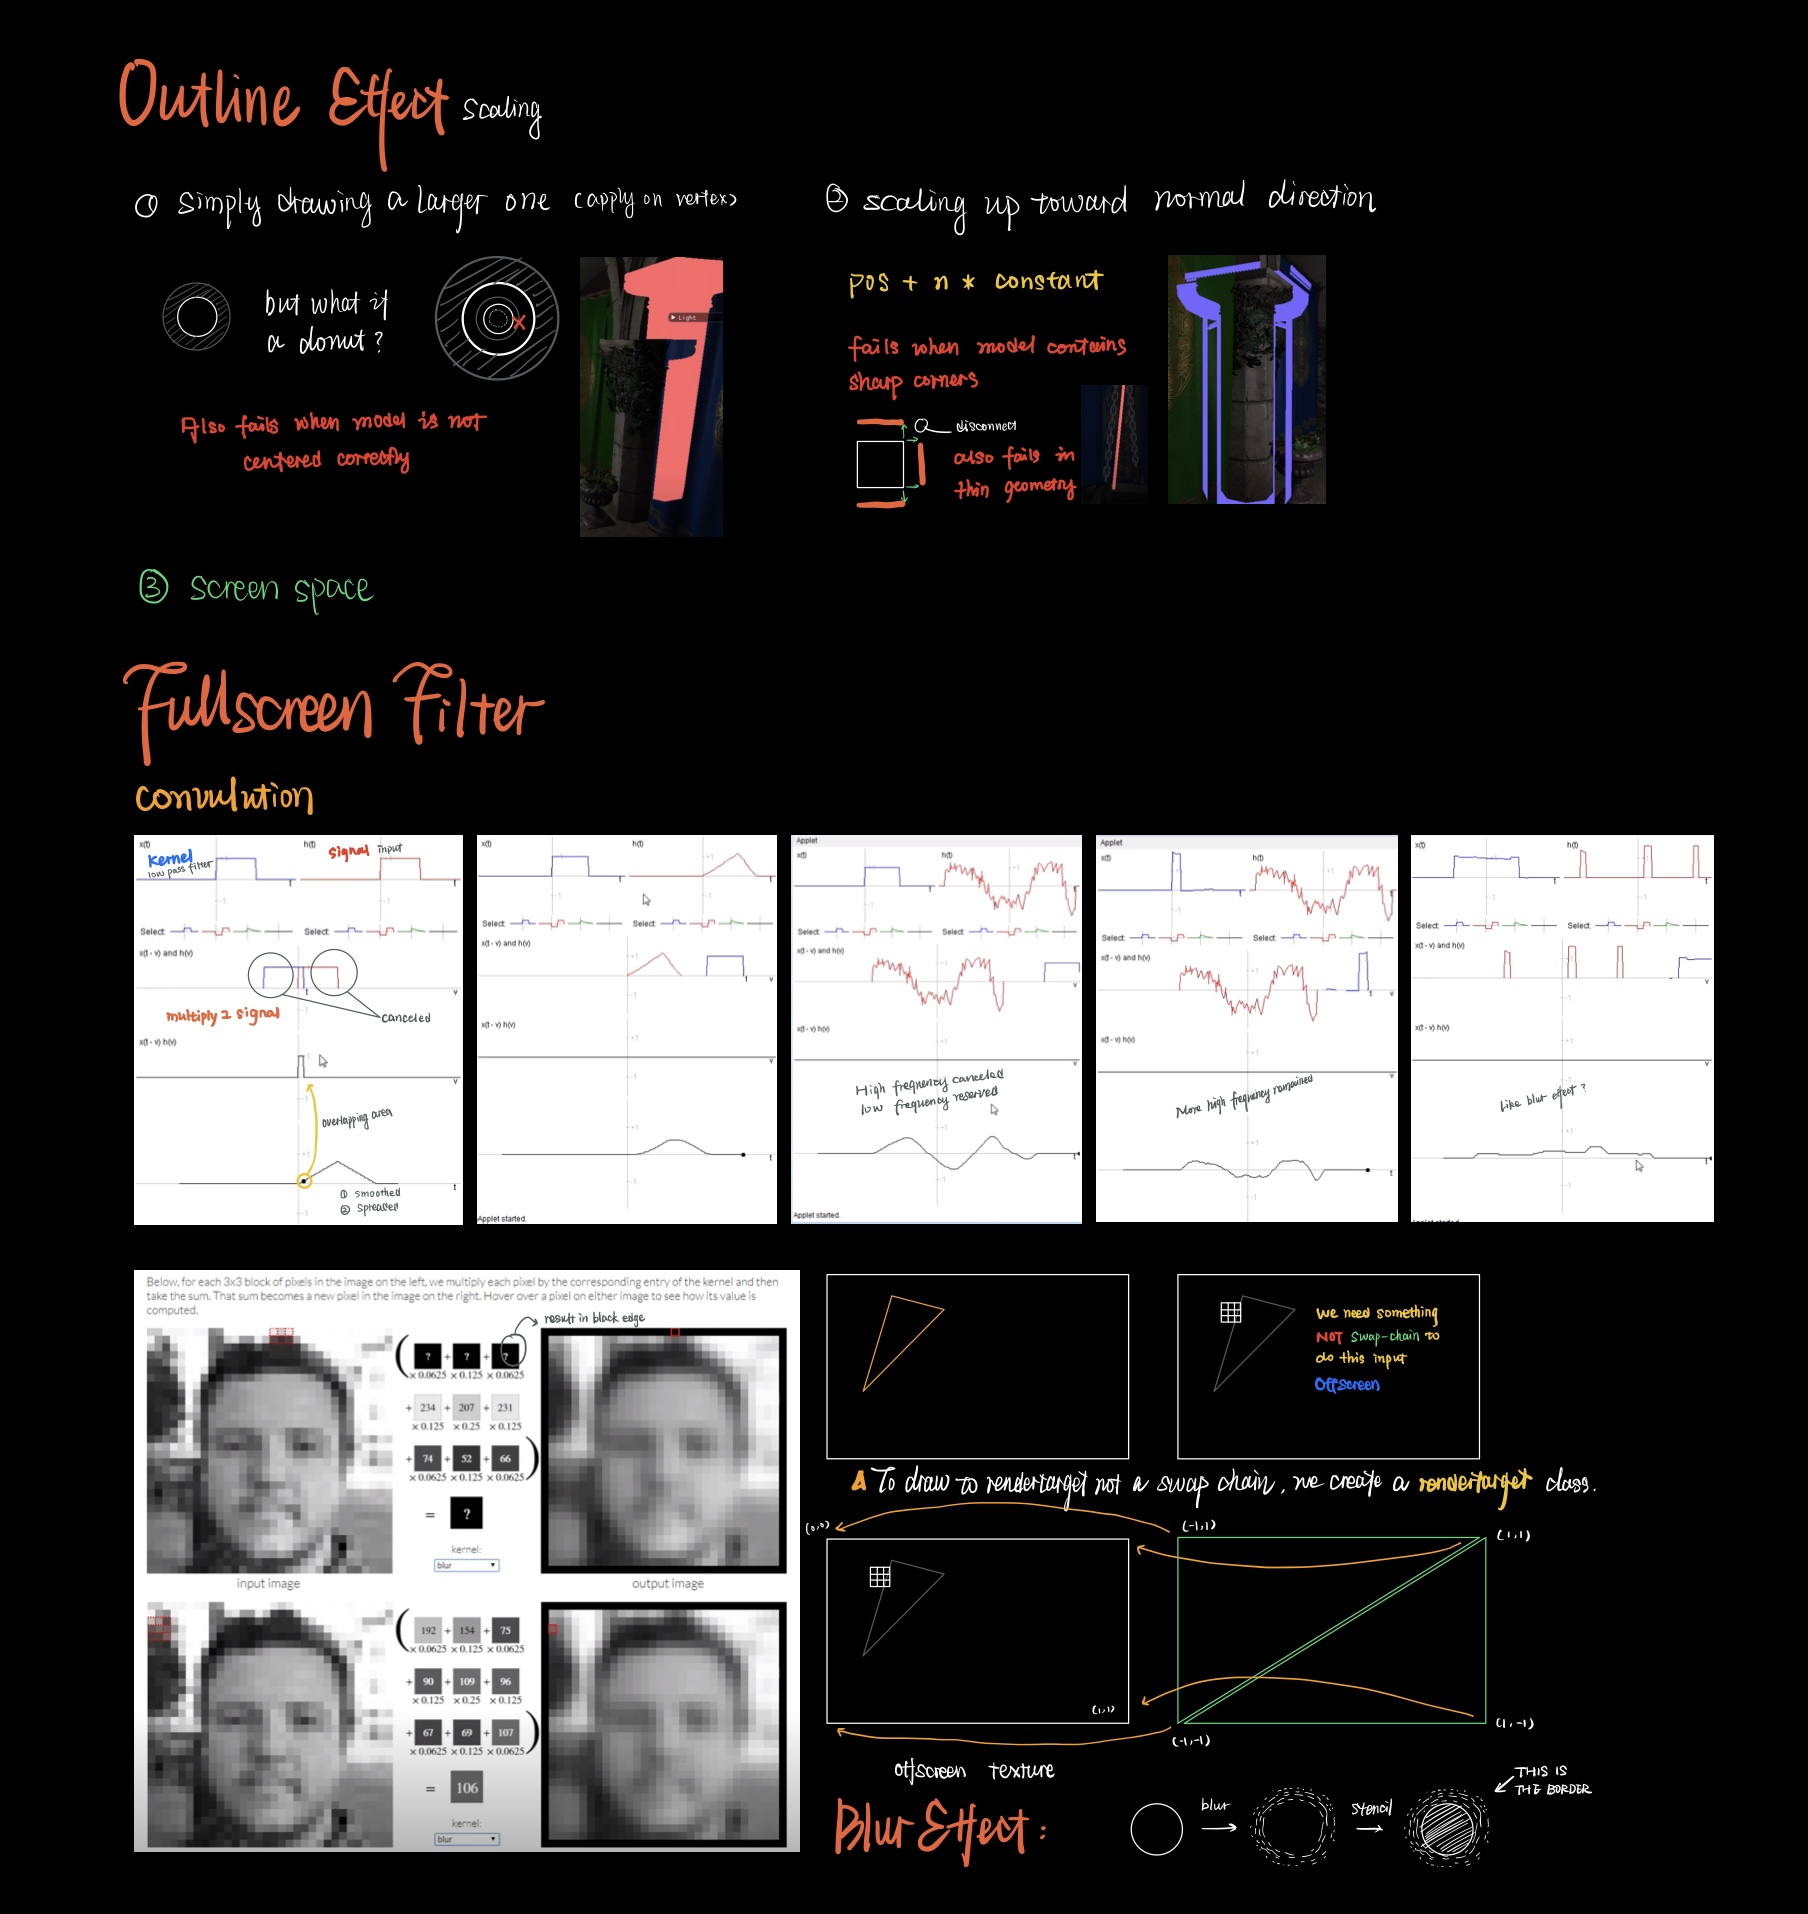 Outline Effect scaling
① simply drawing a larger one (apply on vertex)
but what if
a donut?
Also fails when model is not
centered correctly
Light
② scaling up toward normal direction
pos + n * constant
fails when model contains
sharp corners
disconnect
also fails in
thin geometry
③ screen space
Fullscreen Filter
convulution
x(t)
h(t)
Kernel
low pass filter
signal input
t
t
-1
-1
Select:
Select:
x(t - v) and h(v)
v
canceled
multiply 2 signal
x(t - v) h(v)
v
overlapping area
t
① smoothed
② spreaded
x(t)
h(t)
Select:
Select:
x(t - v) and h(v)
x(t - v) h(v)
v
t
Applet started.
Applet
x(t)
h(t)
Select:
Select:
x(t - v) and h(v)
v
x(t - v) h(v)
High frequency canceled
low frequency reserved
t
Applet started.
Applet
x(t)
h(t)
Select:
Select:
x(t - v) and h(v)
v
x(t - v) h(v)
v
More high frequency remained
t
x(t)
h(t)
Select:
Select:
x(t - v) and h(v)
v
x(t - v) h(v)
v
like blur effect?
t
Below, for each 3x3 block of pixels in the image on the left, we multiply each pixel by the corresponding entry of the kernel and then
take the sum. That sum becomes a new pixel in the image on the right. Hover over a pixel on either image to see how its value is
computed.
result in black edge
( ? + ? + ?
× 0.0625 × 0.125 × 0.0625
+ 234 + 207 + 231
× 0.125 × 0.25 × 0.125
+ 74 + 52 + 66 )
× 0.0625 × 0.125 × 0.0625
= ?
kernel:
blur
input image
output image
( 192 + 154 + 75
× 0.0625 × 0.125 × 0.0625
+ 90 + 109 + 96
× 0.125 × 0.25 × 0.125
+ 67 + 69 + 107 )
× 0.0625 × 0.125 × 0.0625
= 106
kernel:
blur
we need something
NOT swap-chain to
do this input
Offscreen
To draw to rendertarget not a swap chain, we create a rendertarget class.
(0,0)
(-1,1)
(1,1)
(1,1)
(1,-1)
(-1,-1)
offscreen texture
Blur Effect:
blur
stencil
THIS IS
THE BORDER